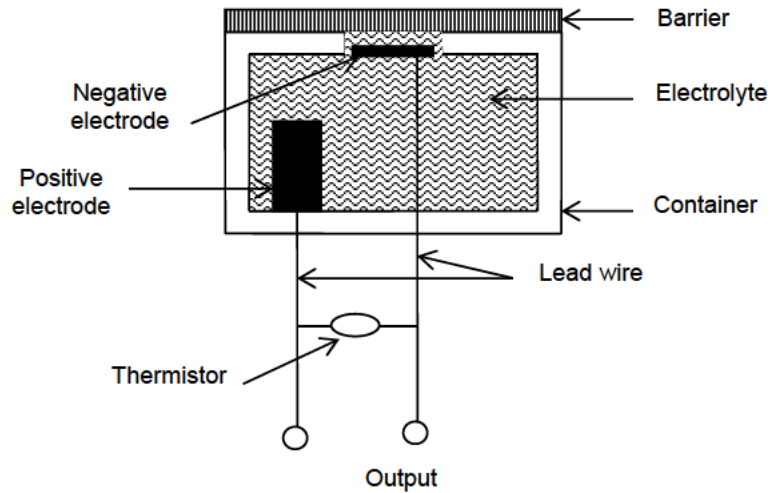 Barrier
Negative
electrode
Electrolyte
Positive
electrode
Container
Lead wire
Thermistor
Output